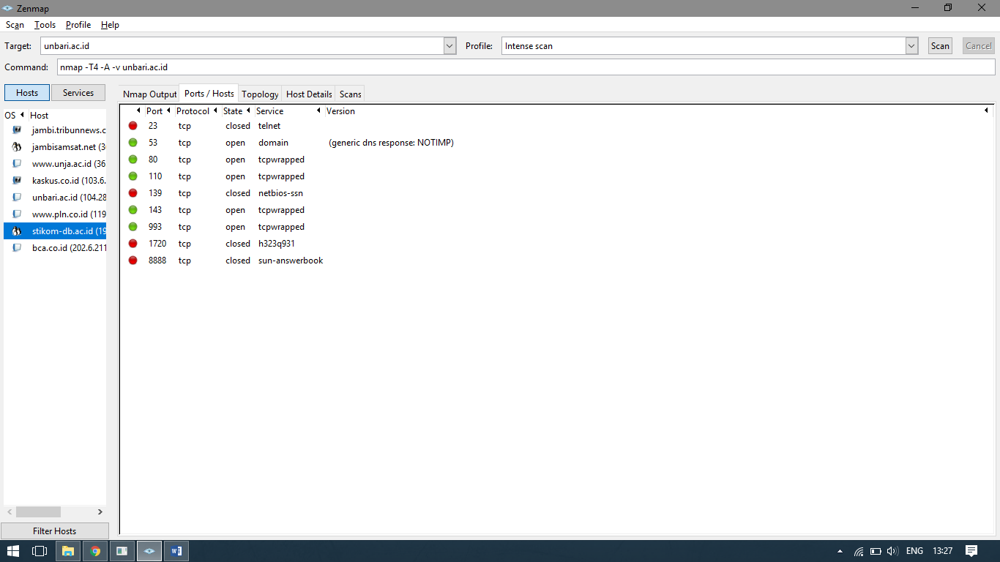 Zenmap
Scan Tools Profile Help
Target: unbari.ac.id Profile: Intense scan Scan Cancel
Command: nmap -T4 -A -v unbari.ac.id
Hosts Services
OS Host
jambi.tribunnews.c
jambisamsat.net (36
www.unja.ac.id (36
kaskus.co.id (103.6.
unbari.ac.id (104.28
www.pln.co.id (119
stikom-db.ac.id (19
bca.co.id (202.6.211
Filter Hosts
Nmap Output Ports / Hosts Topology Host Details Scans
Port Protocol State Service Version
23 tcp closed telnet
53 tcp open domain (generic dns response: NOTIMP)
80 tcp open tcpwrapped
110 tcp open tcpwrapped
139 tcp closed netbios-ssn
143 tcp open tcpwrapped
993 tcp open tcpwrapped
1720 tcp closed h323q931
8888 tcp closed sun-answerbook
ENG 13:27